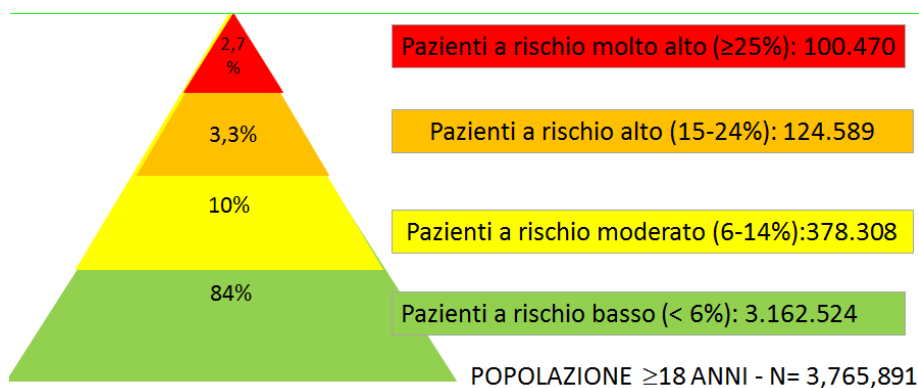 2,7
%
Pazienti a rischio molto alto (≥25%): 100.470
3,3%
Pazienti a rischio alto (15-24%): 124.589
10%
Pazienti a rischio moderato (6-14%):378.308
84%
Pazienti a rischio basso (< 6%): 3.162.524
POPOLAZIONE ≥18 ANNI - N= 3,765,891